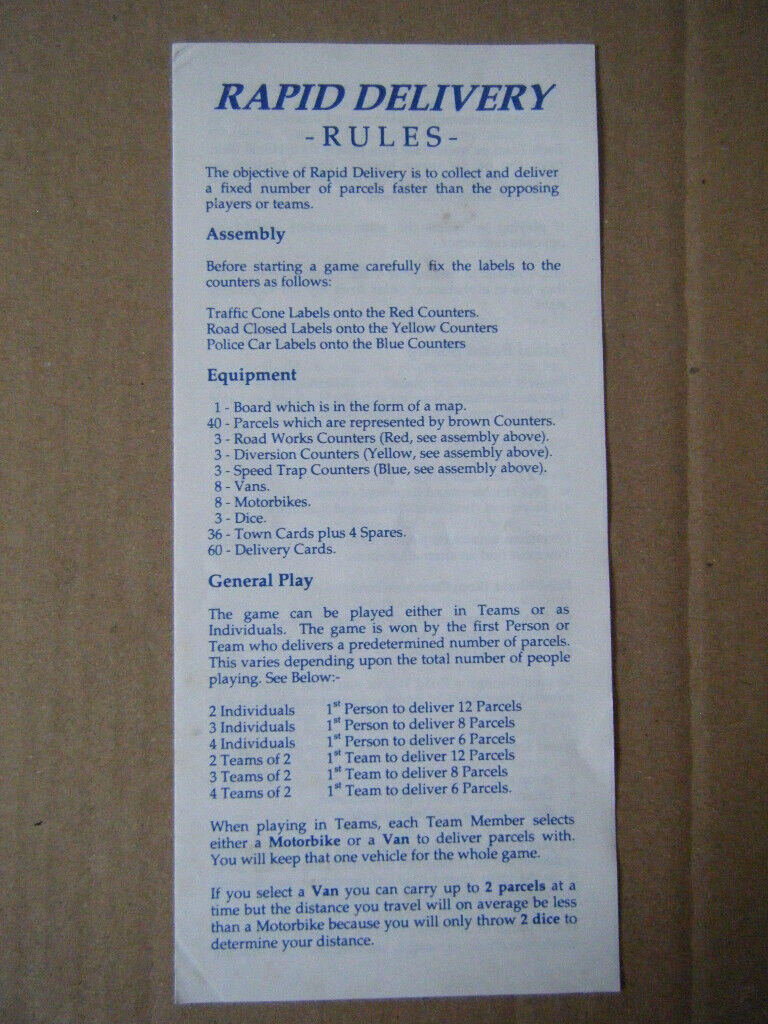 RAPID DELIVERY
- RULES -
The objective of Rapid Delivery is to collect and deliver
a fixed number of parcels faster than the opposing
players or teams.
Assembly
Before starting a game carefully fix the labels to the
counters as follows:
Traffic Cone Labels onto the Red Counters.
Road Closed Labels onto the Yellow Counters
Police Car Labels onto the Blue Counters
Equipment
1 - Board which is in the form of a map.
40 - Parcels which are represented by brown Counters.
3 - Road Works Counters (Red, see assembly above).
3 - Diversion Counters (Yellow, see assembly above).
3 - Speed Trap Counters (Blue, see assembly above).
8 - Vans.
8 - Motorbikes.
3 - Dice.
36 - Town Cards plus 4 Spares.
60 - Delivery Cards.
General Play
The game can be played either in Teams or as
Individuals. The game is won by the first Person or
Team who delivers a predetermined number of parcels.
This varies depending upon the total number of people
playing. See Below:-
2 Individuals 1st Person to deliver 12 Parcels
3 Individuals 1st Person to deliver 8 Parcels
4 Individuals 1st Person to deliver 6 Parcels
2 Teams of 2 1st Team to deliver 12 Parcels
3 Teams of 2 1st Team to deliver 8 Parcels
4 Teams of 2 1st Team to deliver 6 Parcels.
When playing in Teams, each Team Member selects
either a Motorbike or a Van to deliver parcels with.
You will keep that one vehicle for the whole game.
If you select a Van you can carry up to 2 parcels at a
time but the distance you travel will on average be less
than a Motorbike because you will only throw 2 dice to
determine your distance.